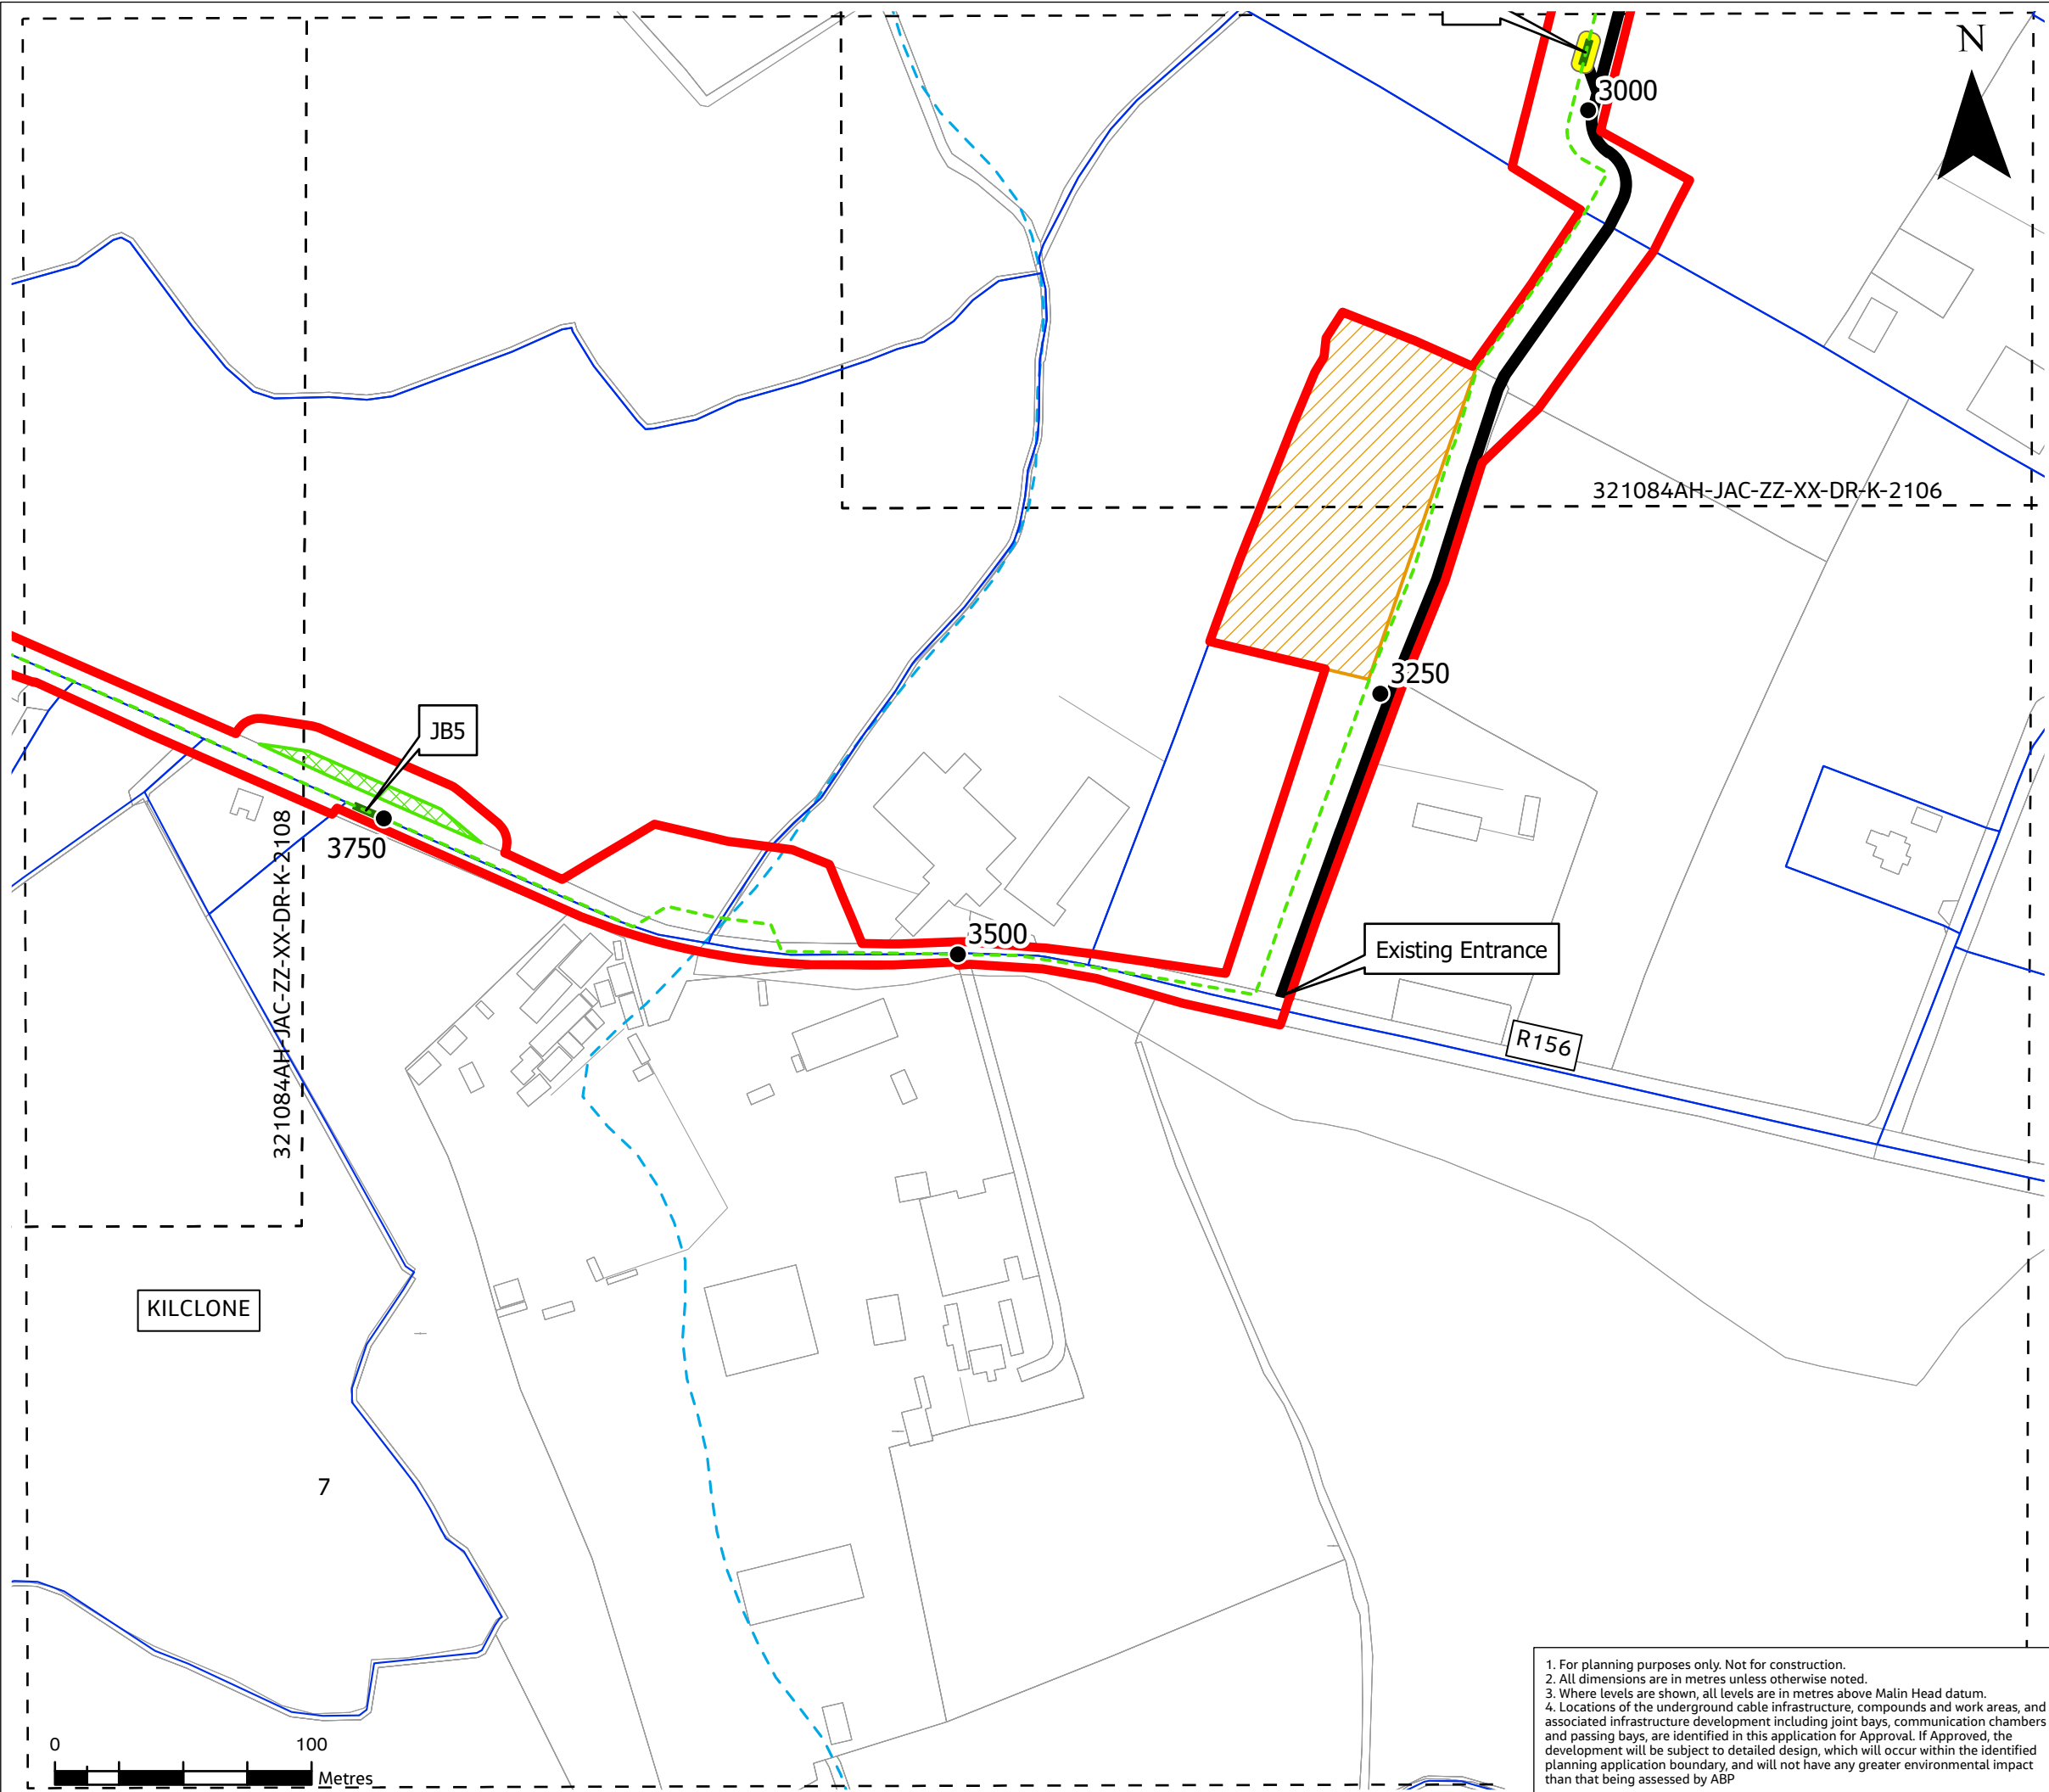 N
3000
321084AH-JAC-ZZ-XX-DR-K-2106
3250
JB5
3750
321084AH-JAC-ZZ-XX-DR-K-2108
3500
Existing Entrance
R156
KILCLONE
7
0 100
Metres
1. For planning purposes only. Not for construction.
2. All dimensions are in metres unless otherwise noted.
3. Where levels are shown, all levels are in metres above Malin Head datum.
4. Locations of the underground cable infrastructure, compounds and work areas, and
associated infrastructure development including joint bays, communication chambers
and passing bays, are identified in this application for Approval. If Approved, the
development will be subject to detailed design, which will occur within the identified
planning application boundary, and will not have any greater environmental impact
than that being assessed by ABP